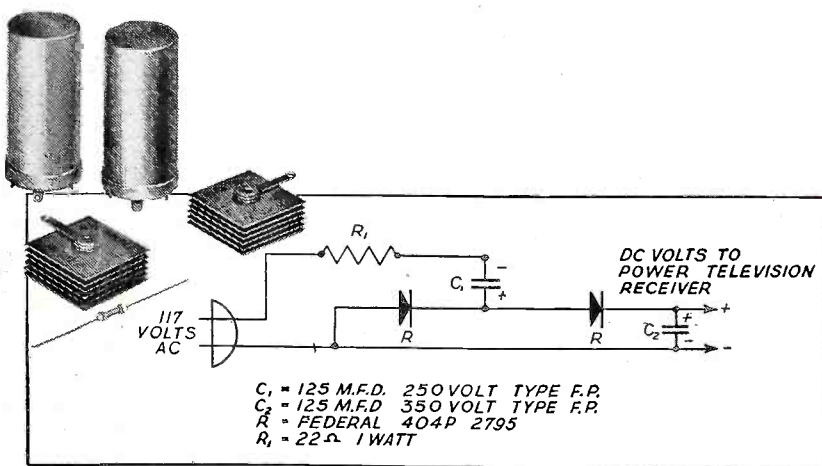 R₁
DC VOLTS TO
POWER TELEVISION
RECEIVER
−
C₁
+
117
VOLTS
AC
R
R
+
C₂
−
+
-
C₁ = 125 M.F.D. 250 VOLT TYPE F.P.
C₂ = 125 M.F.D 350 VOLT TYPE F.P.
R = FEDERAL 404P 2795
R₁ = 22Ω 1 WATT